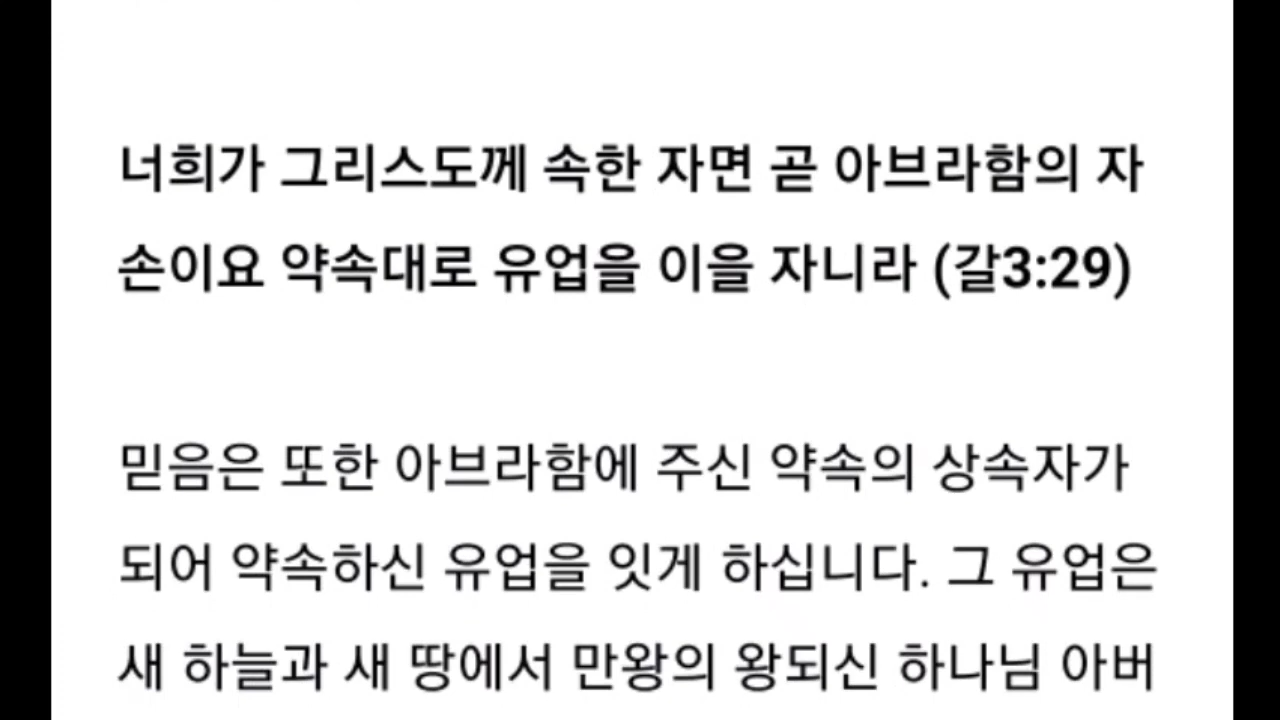 너희가 그리스도께 속한 자면 곧 아브라함의 자
손이요 약속대로 유업을 이을 자니라 (갈3:29)
믿음은 또한 아브라함에 주신 약속의 상속자가
되어 약속하신 유업을 잇게 하십니다. 그 유업은
새 하늘과 새 땅에서 만왕의 왕되신 하나님 아버